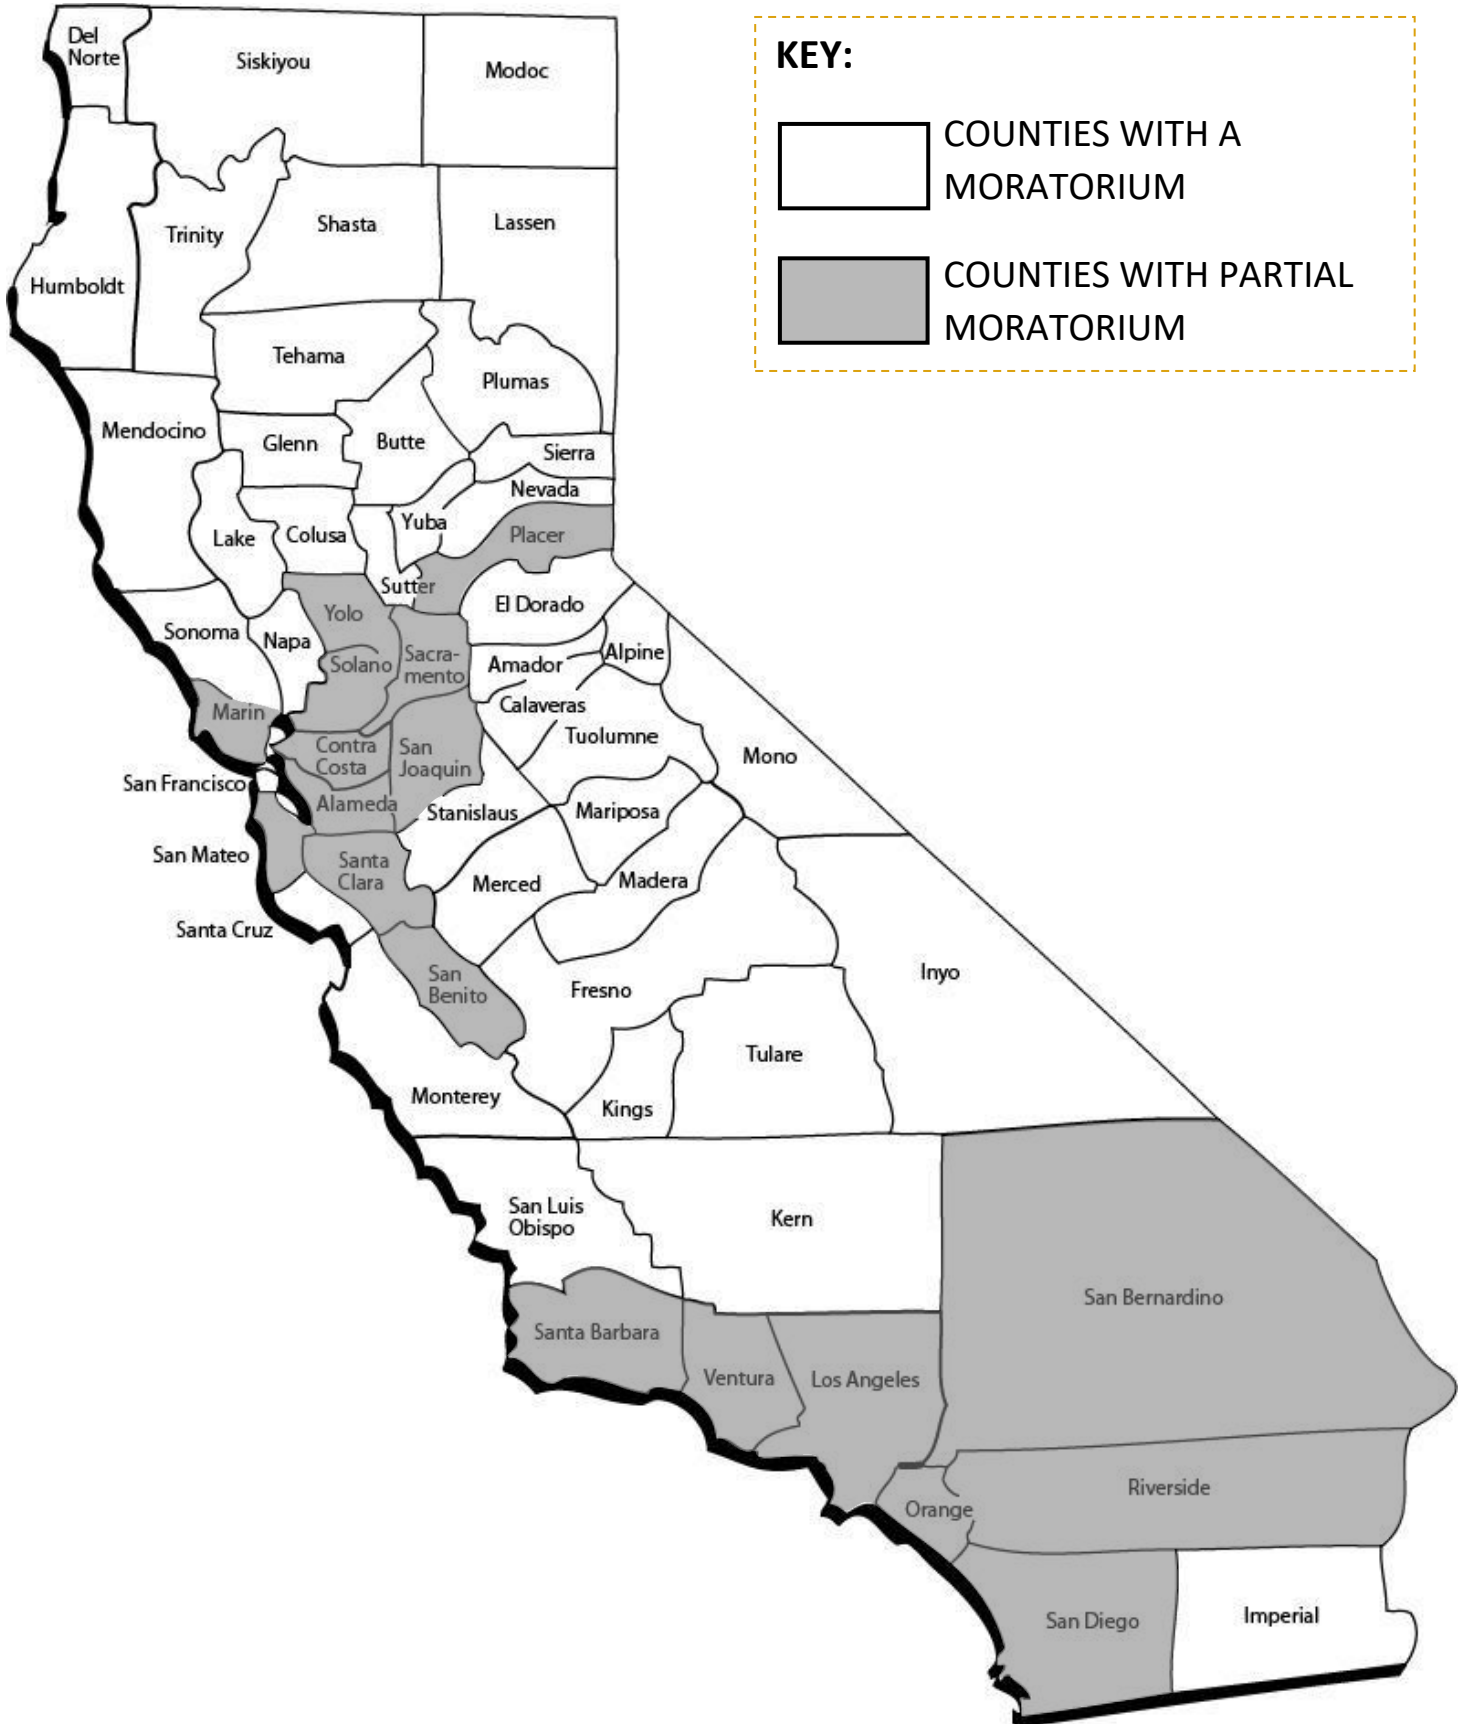 KEY:
COUNTIES WITH A
MORATORIUM
COUNTIES WITH PARTIAL
MORATORIUM
Del
Norte
Siskiyou
Modoc
Humboldt
Trinity
Shasta
Lassen
Tehama
Plumas
Mendocino
Glenn
Butte
Sierra
Nevada
Lake
Colusa
Yuba
Placer
Sutter
Yolo
El Dorado
Sonoma
Napa
Solano
Sacra-
mento
Amador
Alpine
Marin
Calaveras
Tuolumne
Contra
Costa
San
Joaquin
Mono
San Francisco
Alameda
Stanislaus
Mariposa
San Mateo
Santa
Clara
Merced
Madera
Santa Cruz
San
Benito
Fresno
Inyo
Tulare
Monterey
Kings
San Luis
Obispo
Kern
San Bernardino
Santa Barbara
Ventura
Los Angeles
Riverside
Orange
San Diego
Imperial